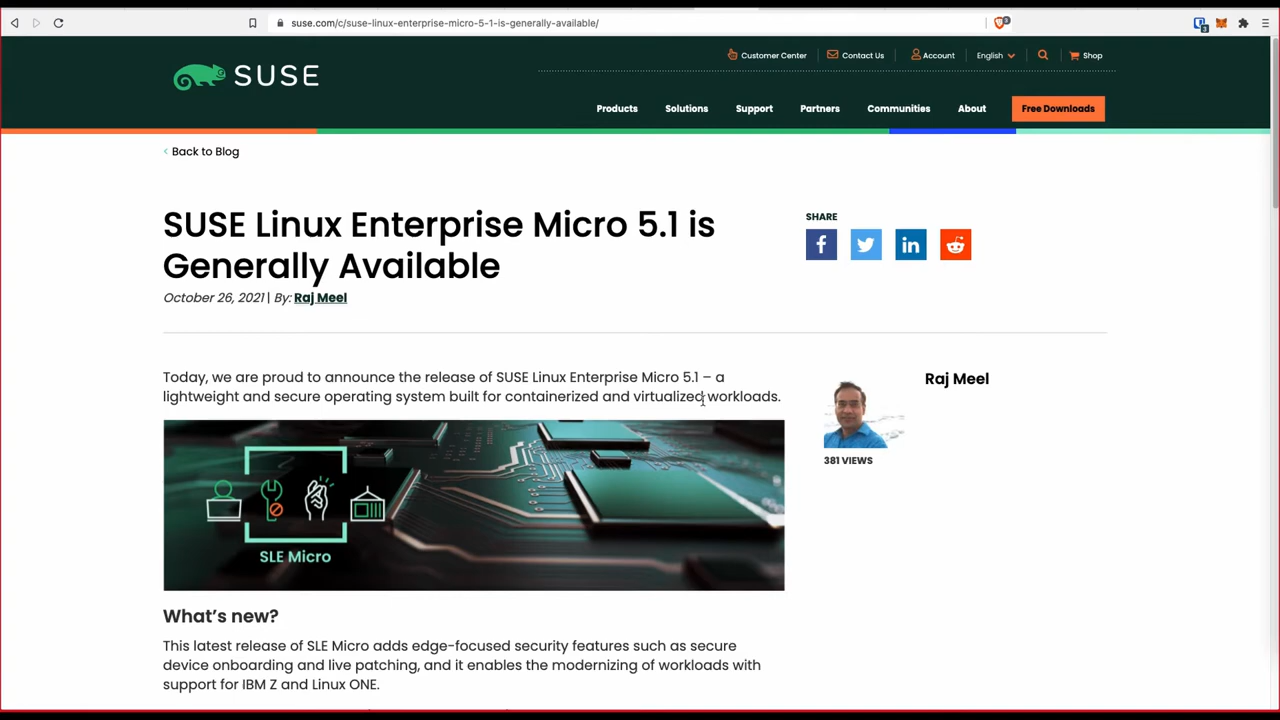 suse.com/c/suse-linux-enterprise-micro-5-1-is-generally-available/
SUSE
Customer Center
Contact Us
Account
English
Shop
Products
Solutions
Support
Partners
Communities
About
Free Downloads
Back to Blog
SUSE Linux Enterprise Micro 5.1 is
Generally Available
October 26, 2021 | By: Raj Meel
SHARE
Today, we are proud to announce the release of SUSE Linux Enterprise Micro 5.1 – a
lightweight and secure operating system built for containerized and virtualized workloads.
Raj Meel
381 VIEWS
SLE Micro
What's new?
This latest release of SLE Micro adds edge-focused security features such as secure
device onboarding and live patching, and it enables the modernizing of workloads with
support for IBM Z and Linux ONE.